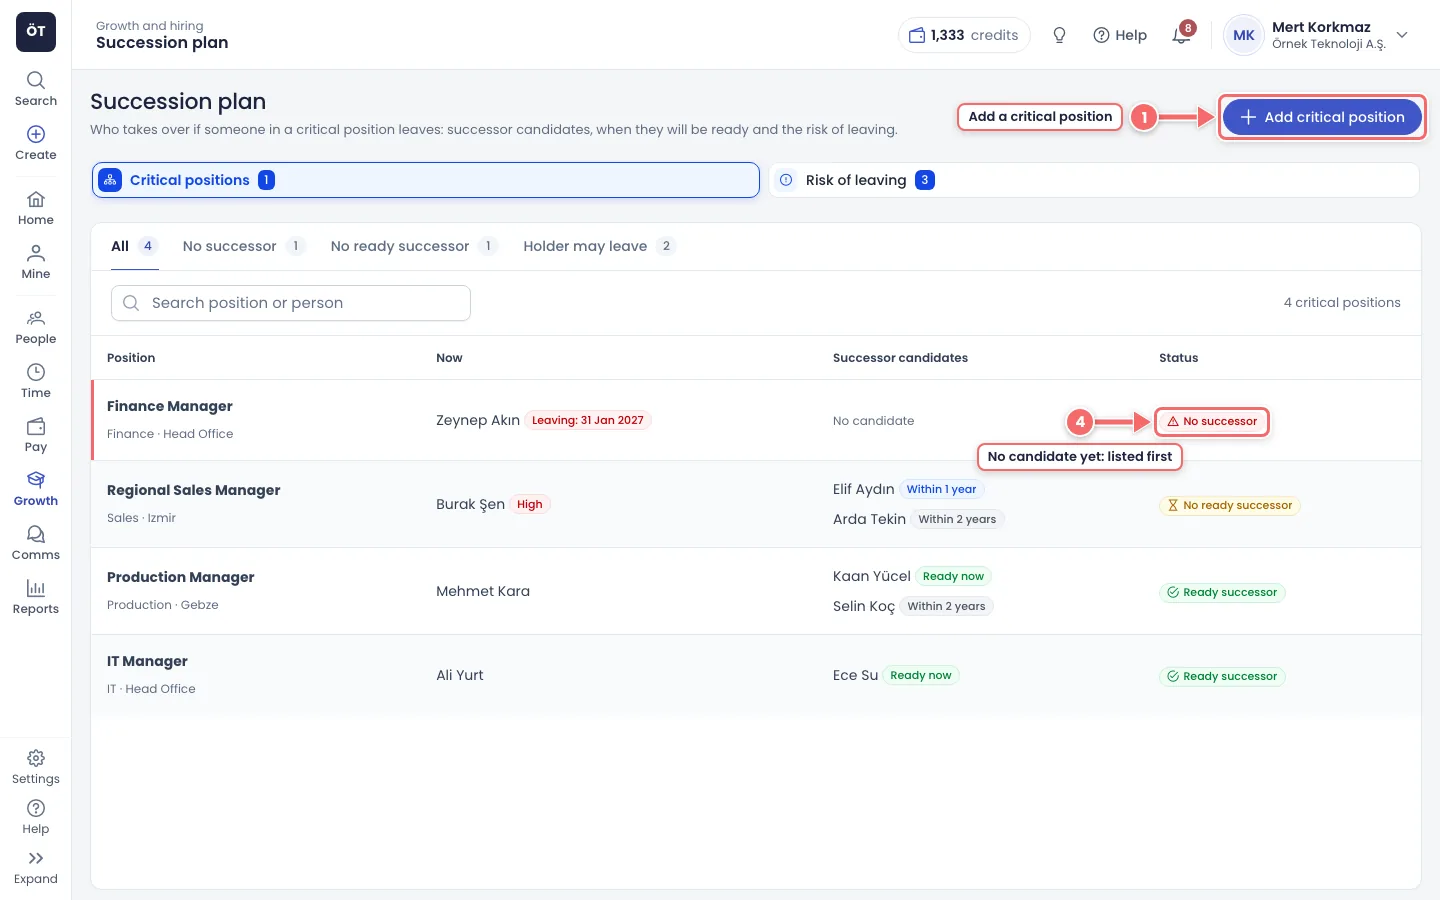 ÖT
Search
Create
Home
Mine
People
Time
Pay
Growth
Comms
Reports
Settings
Help
Expand
Growth and hiring
Succession plan
1,333 credits
Help
8
MK
Mert Korkmaz
Örnek Teknoloji A.Ş.
Succession plan
Who takes over if someone in a critical position leaves: successor candidates, when they will be ready and the risk of leaving.
Add a critical position
1
Add critical position
Critical positions 1
Risk of leaving 3
All 4
No successor 1
No ready successor 1
Holder may leave 2
Search position or person
4 critical positions
Position
Now
Successor candidates
Status
Finance Manager
Finance · Head Office
Zeynep Akın Leaving: 31 Jan 2027
No candidate
4
No successor
No candidate yet: listed first
Regional Sales Manager
Sales · Izmir
Burak Şen High
Elif Aydın Within 1 year
Arda Tekin Within 2 years
No ready successor
Production Manager
Production · Gebze
Mehmet Kara
Kaan Yücel Ready now
Selin Koç Within 2 years
Ready successor
IT Manager
IT · Head Office
Ali Yurt
Ece Su Ready now
Ready successor